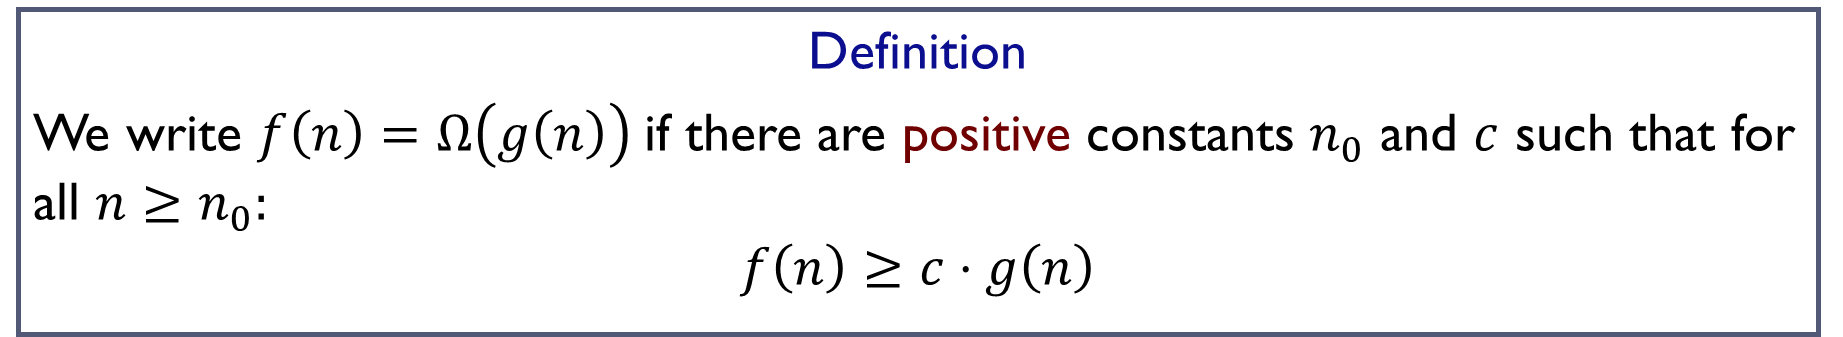 Definition
We write 𝑓(𝑛) = Ω(𝑔(𝑛)) if there are positive constants 𝑛₀ and 𝑐 such that for
all 𝑛 ≥ 𝑛₀:
𝑓(𝑛) ≥ 𝑐 ⋅ 𝑔(𝑛)